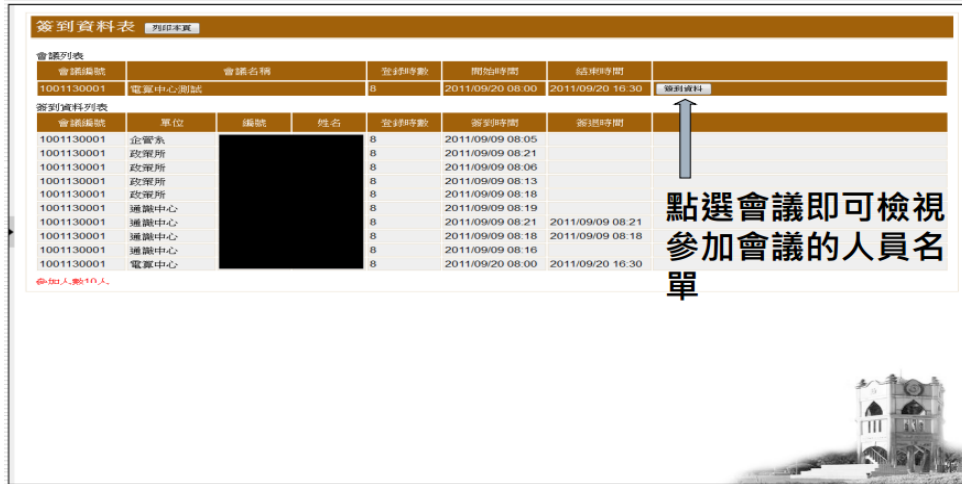 簽到資料表 列印本頁
會議列表
會議編號 會議名稱 登錄時數 開始時間 結束時間
1001130001 電算中心測試 8 2011/09/20 08:00 2011/09/20 16:30 簽到資料
簽到資料列表
會議編號 單位 編號 姓名 登錄時數 簽到時間 簽退時間
1001130001 企管系 8 2011/09/09 08:05
1001130001 政策所 8 2011/09/09 08:21
1001130001 政策所 8 2011/09/09 08:06
1001130001 政策所 8 2011/09/09 08:13
1001130001 政策所 8 2011/09/09 08:18
1001130001 通識中心 8 2011/09/09 08:19
1001130001 通識中心 8 2011/09/09 08:21 2011/09/09 08:21
1001130001 通識中心 8 2011/09/09 08:18 2011/09/09 08:18
1001130001 通識中心 8 2011/09/09 08:16
1001130001 電算中心 8 2011/09/20 08:00 2011/09/20 16:30
參加人數10人
點選會議即可檢視
參加會議的人員名
單